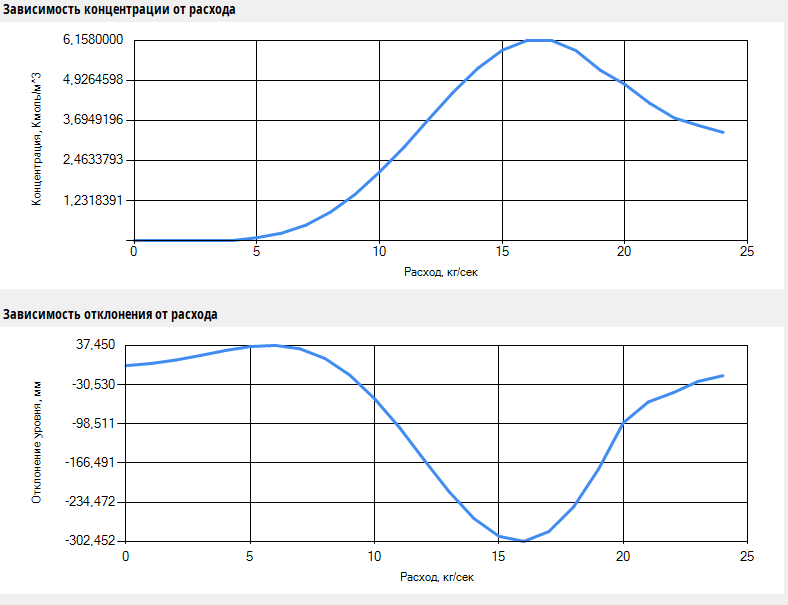 Зависимость концентрации от расхода
6,1580000
4,9264598
3,6949196
2,4633793
1,2318391
Концентрация, Кмоль/м^3
0 5 10 15 20 25
Расход, кг/сек
Зависимость отклонения от расхода
37,450
-30,530
-98,511
-166,491
-234,472
-302,452
Отклонение уровня, мм
0 5 10 15 20 25
Расход, кг/сек